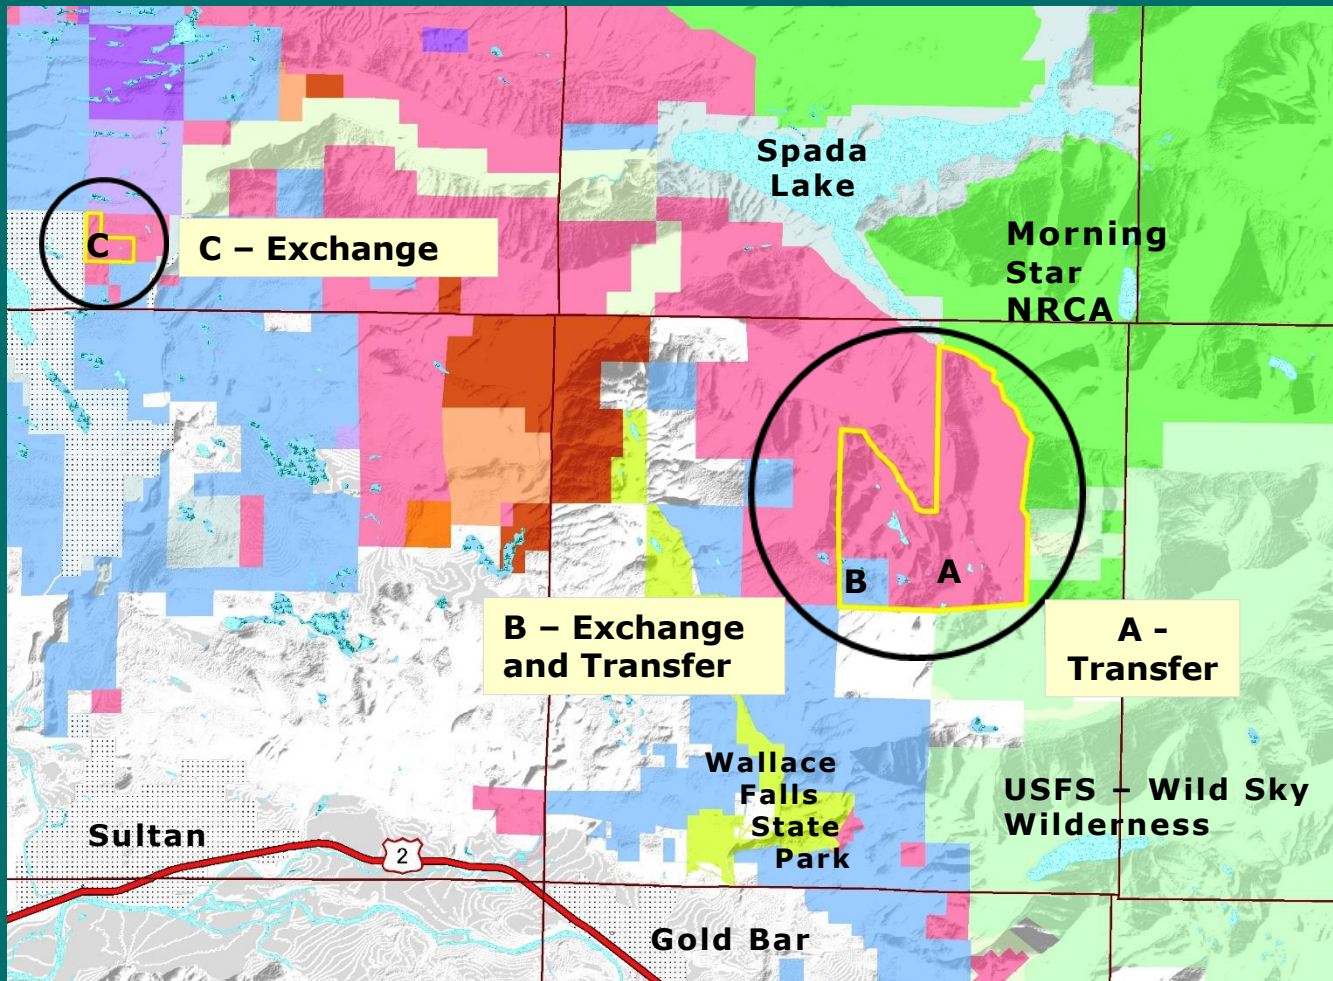 Spada
Lake
C
C – Exchange
Morning
Star
NRCA
B
A
B – Exchange
and Transfer
A -
Transfer
Wallace
Falls
State
Park
USFS – Wild Sky
Wilderness
Sultan
2
Gold Bar